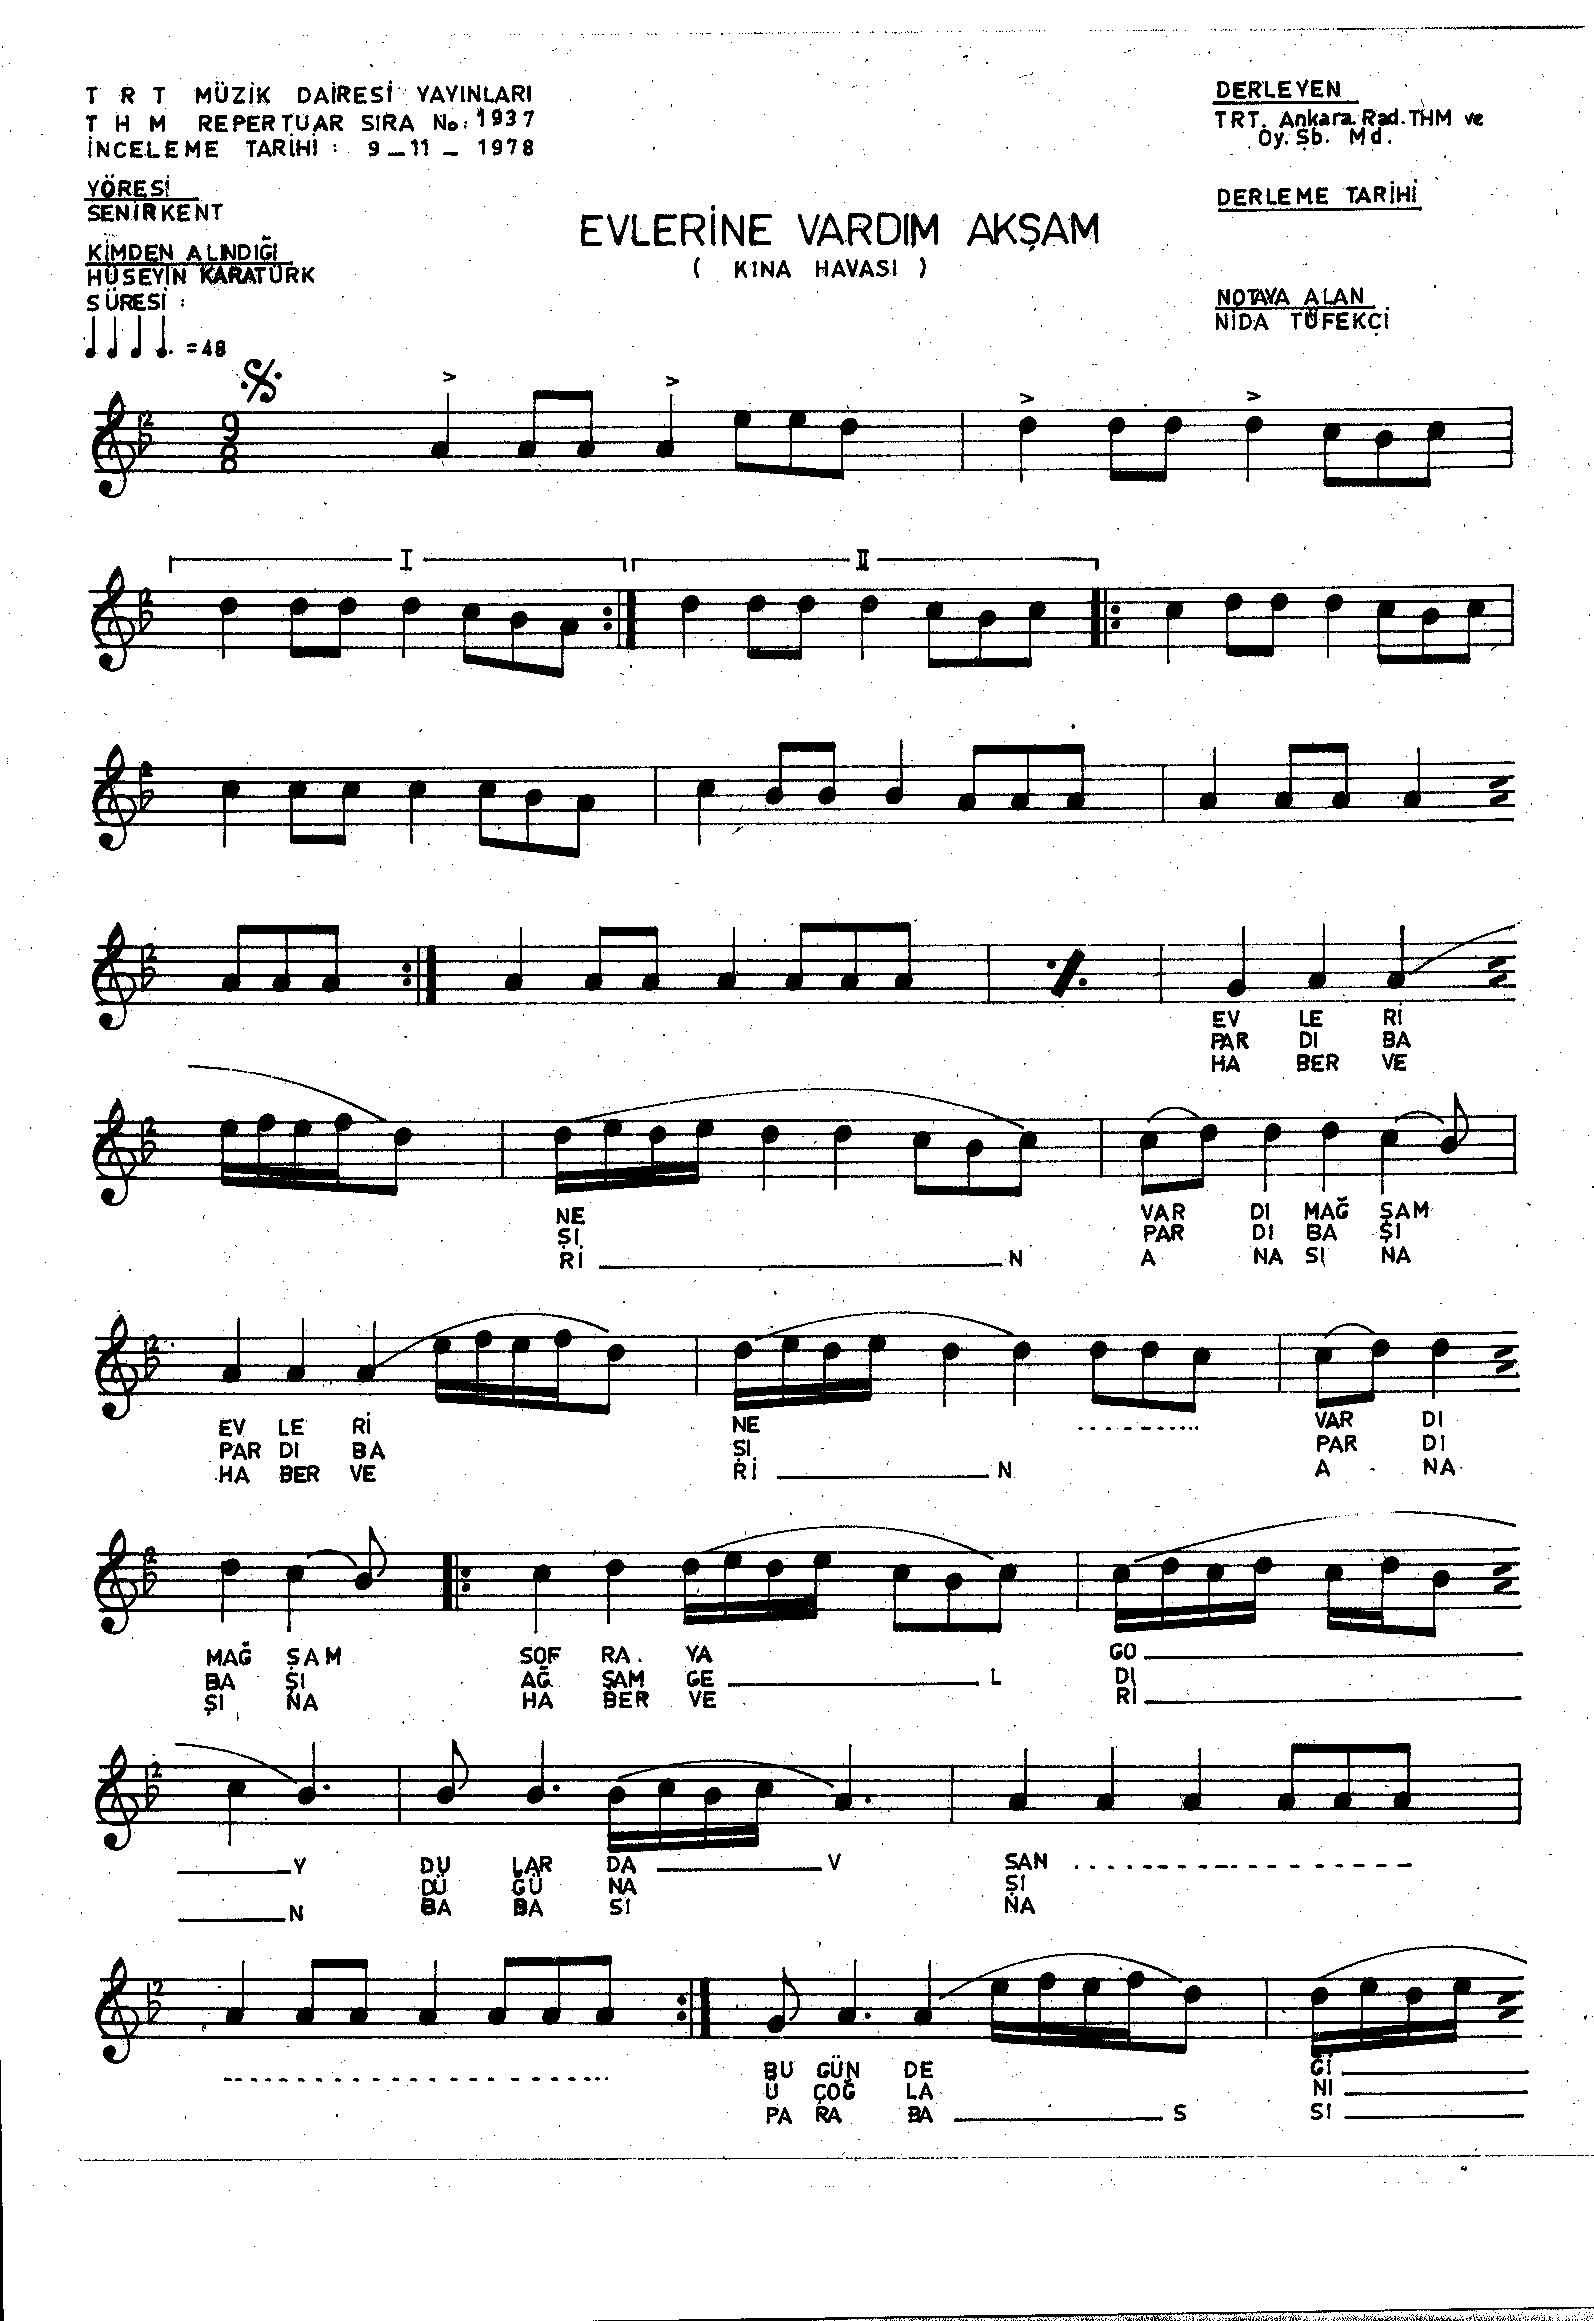 T R T MÜZİK DAİRESİ YAYINLARI
T H M REPERTUAR SIRA No: 1937
İNCELEME TARİHİ : 9 _ 11 _ 1978
YÖRESİ
SENİRKENT
KİMDEN ALINDIĞI
HÜSEYİN KARATÜRK
SÜRESİ :
= 48
DERLEYEN
TRT. Ankara. Rad. THM ve
Oy. Şb. Md.
DERLEME TARİHİ
NOTAYA ALAN
NİDA TÜFEKÇİ
EVLERİNE VARDIM AKŞAM
( KINA HAVASI )
9
8
I II
EV LE Rİ
PAR DI BA
HA BER VE
NE VAR DI MAĞ ŞAM
ŞI PAR DI BA ŞI
Rİ N A NA SI NA
EV LE Rİ NE VAR DI
PAR DI BA ŞI PAR DI
HA BER VE Rİ N A NA
MAĞ ŞAM SOF RA. YA GO
BA ŞI AĞ ŞAM GE L DI
ŞI NA HA BER VE Rİ
Y DU LAR DA V SAN
DÜ GÜ NA ŞI
N BA BA SI NA
BU GÜN DE Ğİ
Ü ÇOĞ LA NI
PA RA BA S SI